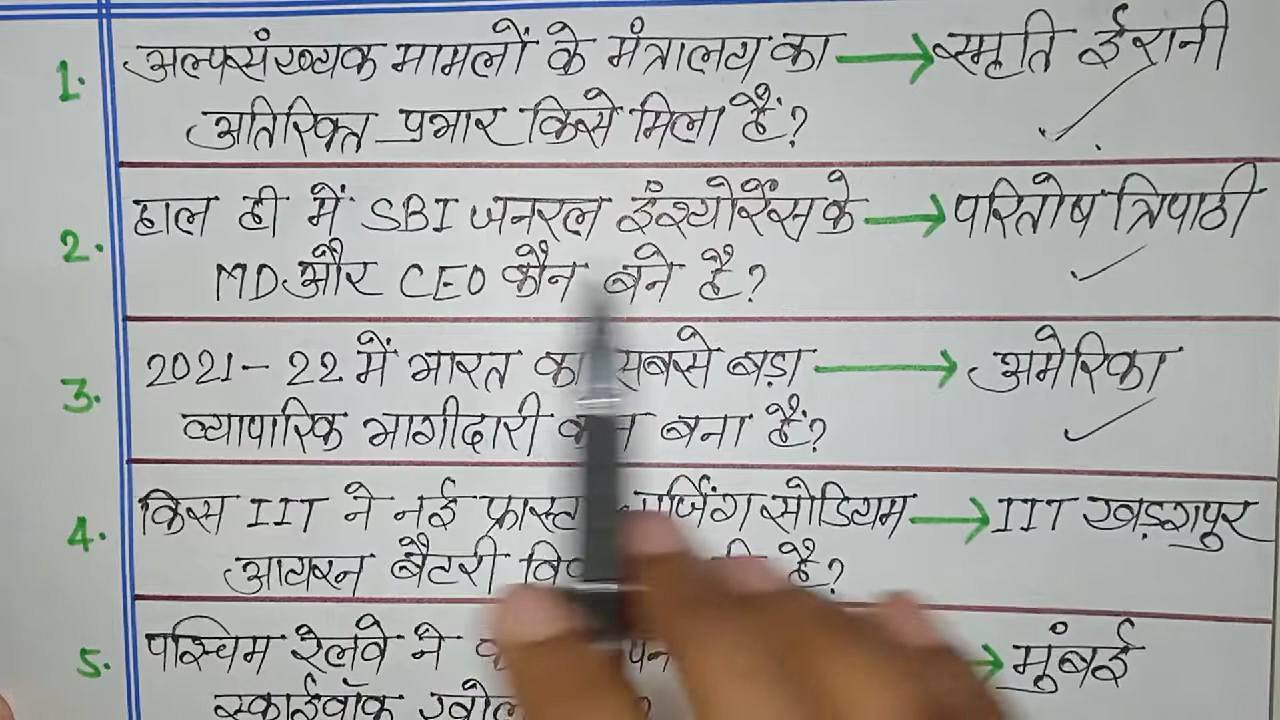 1. अल्पसंख्यक मामलों के मंत्रालय का → स्मृति ईरानी
अतिरिक्त प्रभार किसे मिला हैं?
2. हाल ही में SBI जनरल इंश्योरेंस के → परितोष त्रिपाठी
MD और CEO कौन बने है?
3. 2021-22 में भारत का सबसे बड़ा → अमेरिका
व्यापारिक भागीदारी बना हैं?
4. किस IIT ने नई फ़ास्ट सोडियम → IIT खड़गपुर
आयरन बैटरी है?
5. पश्चिम रेलवे ने → मुंबई
स्काईवॉक ?